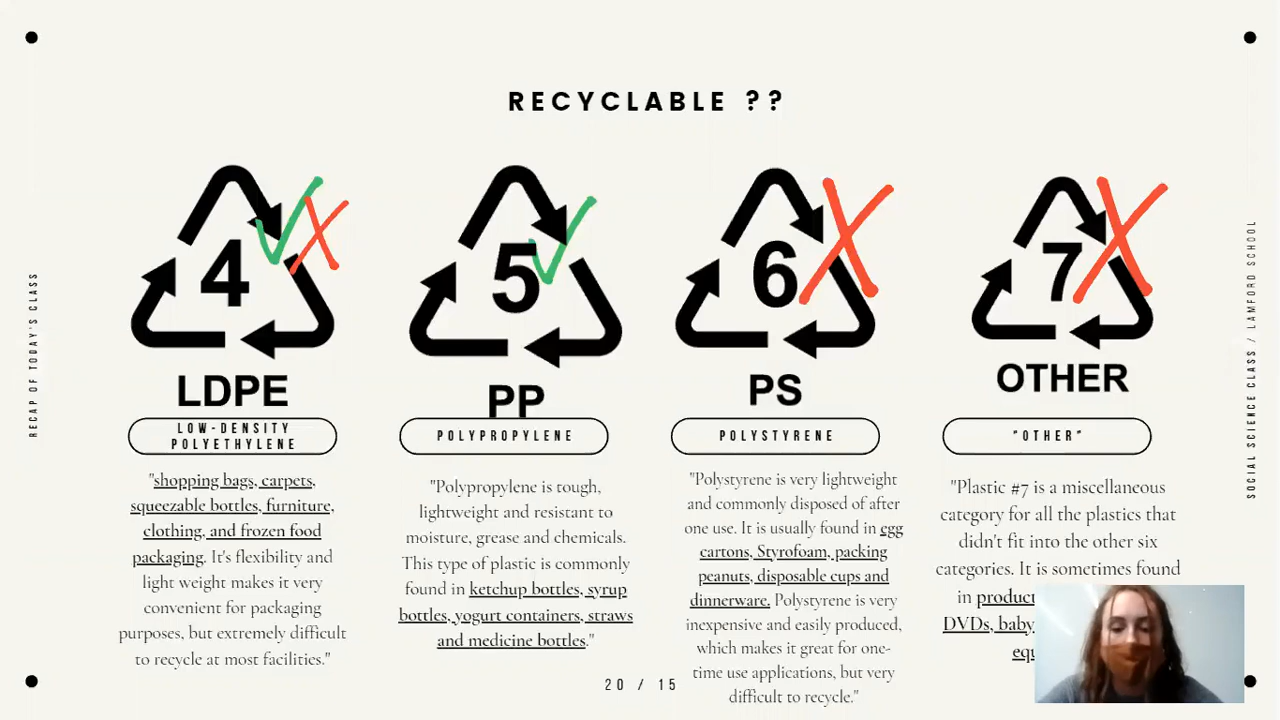 RECYCLABLE ??
4
LDPE
LOW-DENSITY
POLYETHYLENE
"shopping bags, carpets,
squeezable bottles, furniture,
clothing, and frozen food
packaging. It's flexibility and
light weight makes it very
convenient for packaging
purposes, but extremely difficult
to recycle at most facilities."
5
PP
POLYPROPYLENE
"Polypropylene is tough,
lightweight and resistant to
moisture, grease and chemicals.
This type of plastic is commonly
found in ketchup bottles, syrup
bottles, yogurt containers, straws
and medicine bottles."
6
PS
POLYSTYRENE
"Polystyrene is very lightweight
and commonly disposed of after
one use. It is usually found in egg
cartons, Styrofoam, packing
peanuts, disposable cups and
dinnerware. Polystyrene is very
inexpensive and easily produced,
which makes it great for one-
time use applications, but very
difficult to recycle."
7
OTHER
"OTHER"
"Plastic #7 is a miscellaneous
category for all the plastics that
didn't fit into the other six
categories. It is sometimes found
in
DVDs, baby
RECAP OF TODAY'S CLASS
SOCIAL SCIENCE CLASS / LAMFORD SCHOOL
20 / 15